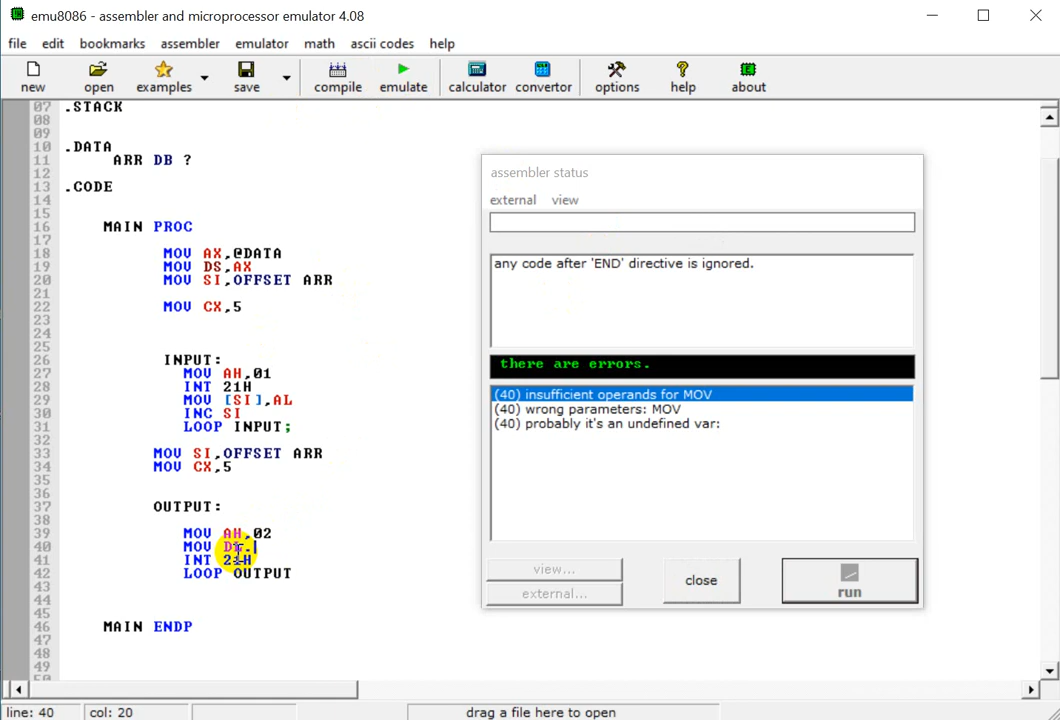 emu8086 - assembler and microprocessor emulator 4.08
file edit bookmarks assembler emulator math ascii codes help
new open examples save compile emulate calculator convertor options help about
07 .STACK
08
09
10 .DATA
11 ARR DB ?
12
13 .CODE
14
15
16 MAIN PROC
17
18 MOV AX,@DATA
19 MOV DS,AX
20 MOV SI,OFFSET ARR
21
22 MOV CX,5
23
24
25
26 INPUT:
27 MOV AH,01
28 INT 21H
29 MOV [SI],AL
30 INC SI
31 LOOP INPUT;
32
33 MOV SI,OFFSET ARR
34 MOV CX,5
35
36
37 OUTPUT:
38
39 MOV AH,02
40 MOV
41 INT 21H
42 LOOP OUTPUT
43
44
45
46 MAIN ENDP
47
48
49
assembler status
external view
any code after 'END' directive is ignored.
there are errors.
(40) insufficient operands for MOV
(40) wrong parameters: MOV
(40) probably it's an undefined var:
view...
external...
close
run
line: 40 col: 20 drag a file here to open